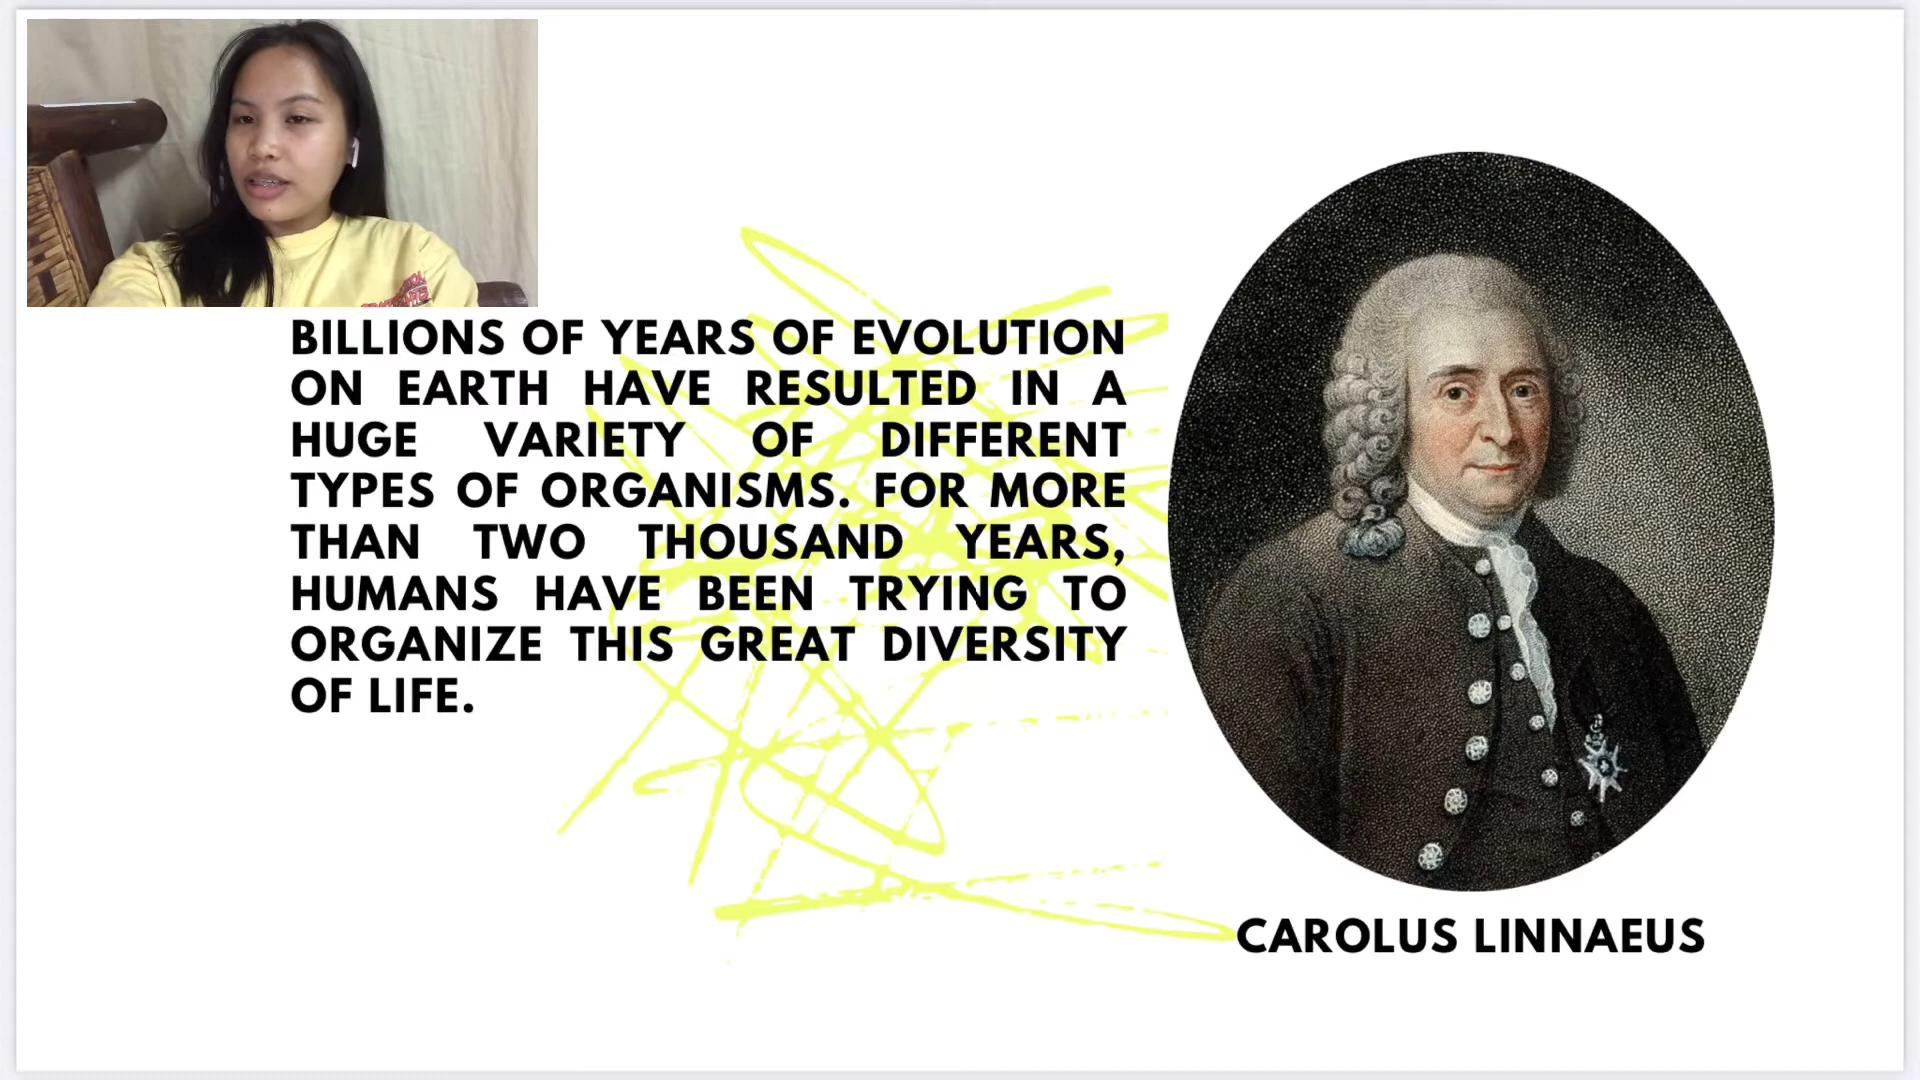 BILLIONS OF YEARS OF EVOLUTION
ON EARTH HAVE RESULTED IN A
HUGE VARIETY OF DIFFERENT
TYPES OF ORGANISMS. FOR MORE
THAN TWO THOUSAND YEARS,
HUMANS HAVE BEEN TRYING TO
ORGANIZE THIS GREAT DIVERSITY
OF LIFE.
CAROLUS LINNAEUS